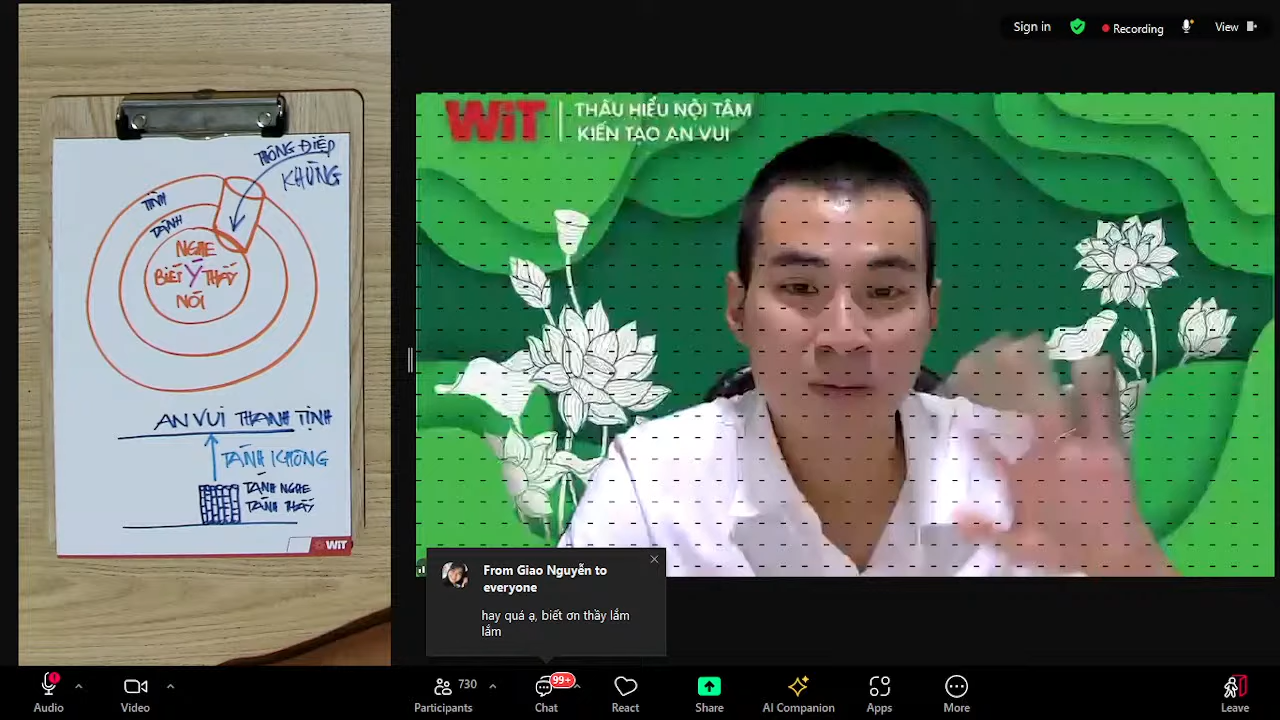 Sign in
Recording
View
WiT
THẤU HIỂU NỘI TÂM
KIẾN TẠO AN VUI
THÔNG ĐIỆP
KHÙNG
TÌNH
TÁNH
NGHE
BIẾT Ý THẤY
NÓI
AN VUI THANH TỊNH
TÁNH KHÔNG
TÁNH NGHE
TÁNH THẤY
WiT
From Giao Nguyễn to
everyone
hay quá ạ, biết ơn thầy lắm
lắm
730
99+
Audio
Video
Participants
Chat
React
Share
AI Companion
Apps
More
Leave